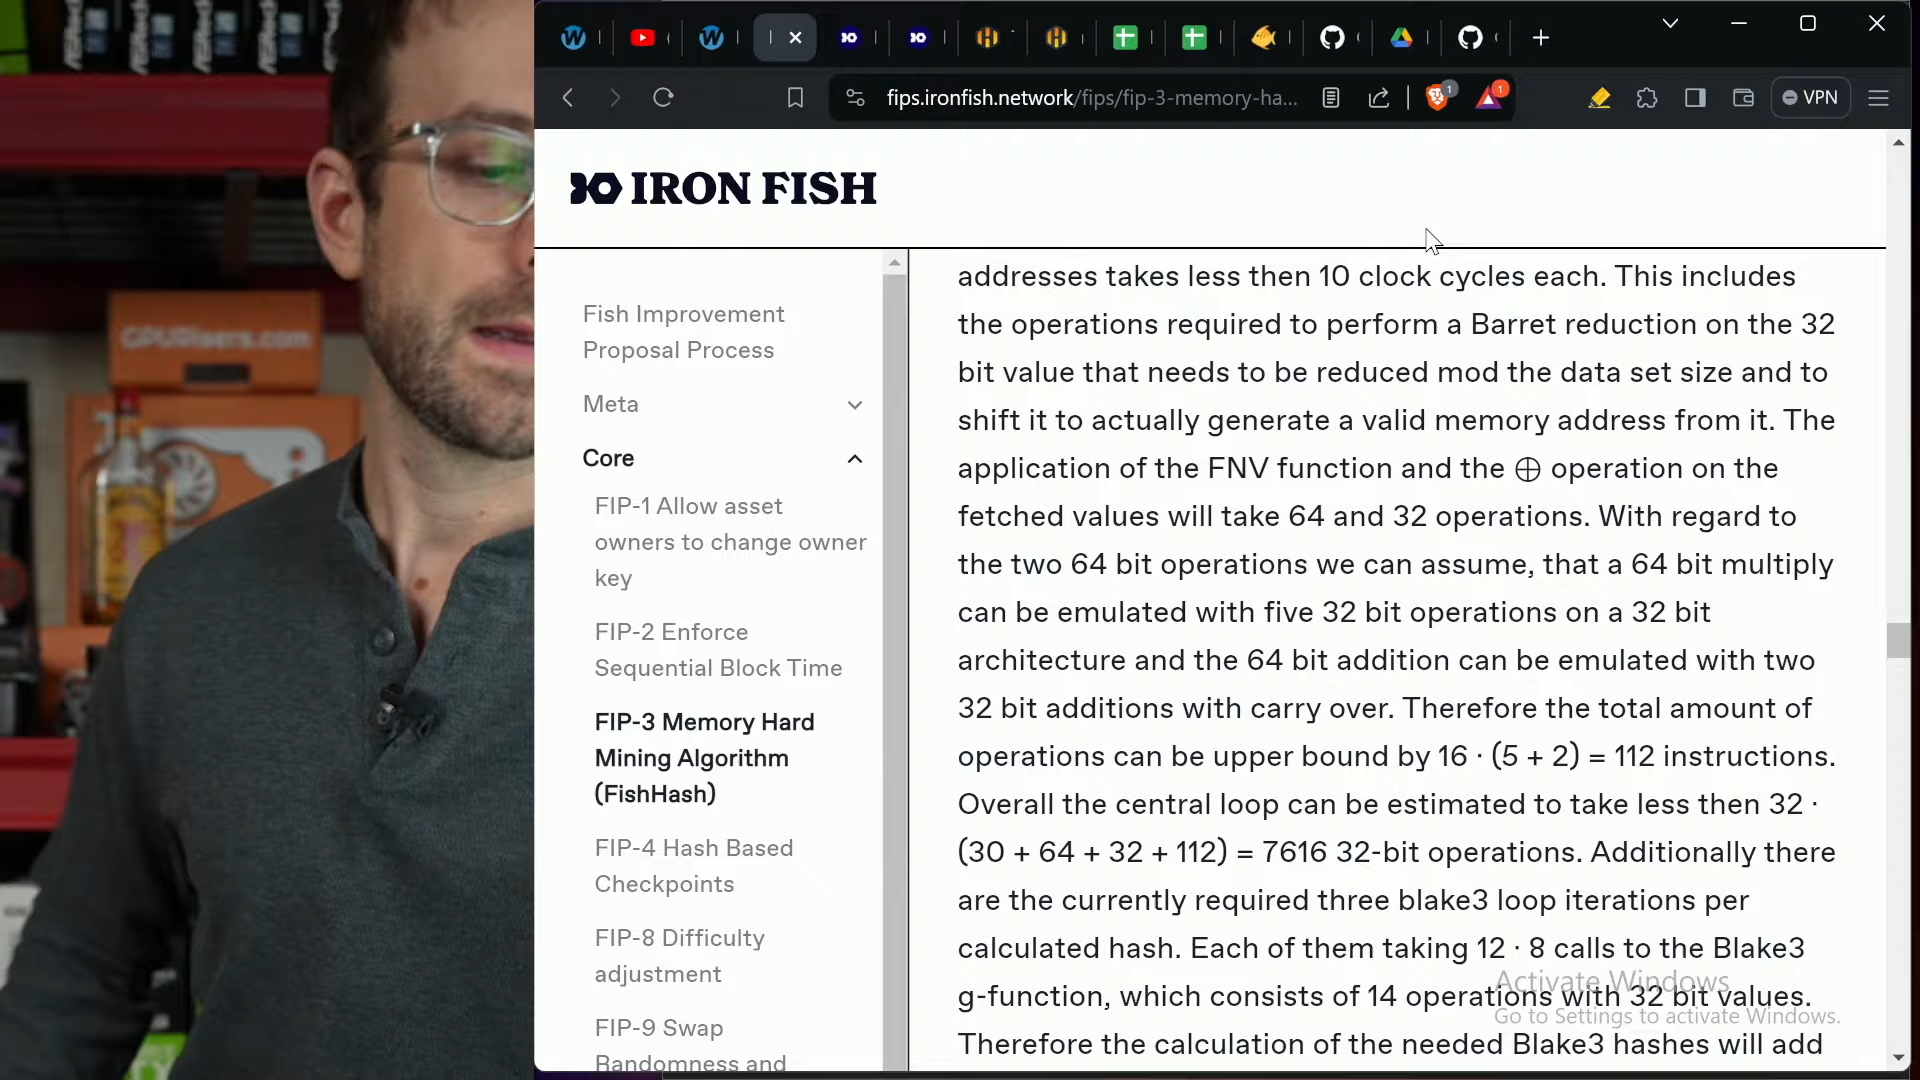 GPURisers.com
fips.ironfish.network/fips/fip-3-memory-ha...
1
1
VPN
IRON FISH
Fish Improvement
Proposal Process
Meta
Core
FIP-1 Allow asset
owners to change owner
key
FIP-2 Enforce
Sequential Block Time
FIP-3 Memory Hard
Mining Algorithm
(FishHash)
FIP-4 Hash Based
Checkpoints
FIP-8 Difficulty
adjustment
FIP-9 Swap
Randomness and
addresses takes less then 10 clock cycles each. This includes
the operations required to perform a Barret reduction on the 32
bit value that needs to be reduced mod the data set size and to
shift it to actually generate a valid memory address from it. The
application of the FNV function and the ⊕ operation on the
fetched values will take 64 and 32 operations. With regard to
the two 64 bit operations we can assume, that a 64 bit multiply
can be emulated with five 32 bit operations on a 32 bit
architecture and the 64 bit addition can be emulated with two
32 bit additions with carry over. Therefore the total amount of
operations can be upper bound by 16 · (5 + 2) = 112 instructions.
Overall the central loop can be estimated to take less then 32 ·
(30 + 64 + 32 + 112) = 7616 32-bit operations. Additionally there
are the currently required three blake3 loop iterations per
calculated hash. Each of them taking 12 · 8 calls to the Blake3
g-function, which consists of 14 operations with 32 bit values.
Therefore the calculation of the needed Blake3 hashes will add
Activate Windows
Go to Settings to activate Windows.